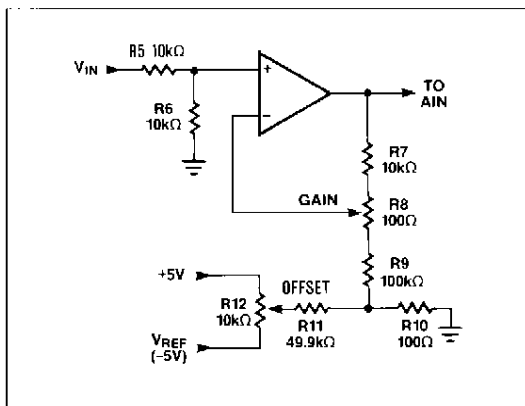 VIN
R5 10kΩ
R6
10kΩ
+
−
TO
AIN
R7
10kΩ
GAIN
R8
100Ω
R9
100kΩ
+5V
R12
10kΩ
OFFSET
R11
49.9kΩ
R10
100Ω
VREF
(−5V)